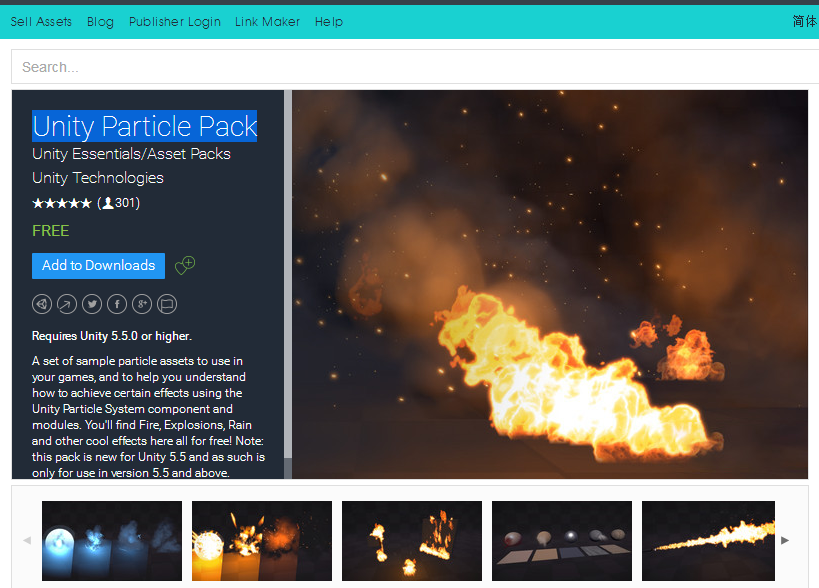 Sell Assets Blog Publisher Login Link Maker Help 简体
Search...
Unity Particle Pack
Unity Essentials/Asset Packs
Unity Technologies
★★★★★ (301)
FREE
Add to Downloads
Requires Unity 5.5.0 or higher.
A set of sample particle assets to use in
your games, and to help you understand
how to achieve certain effects using the
Unity Particle System component and
modules. You'll find Fire, Explosions, Rain
and other cool effects here all for free! Note:
this pack is new for Unity 5.5 and as such is
only for use in version 5.5 and above.